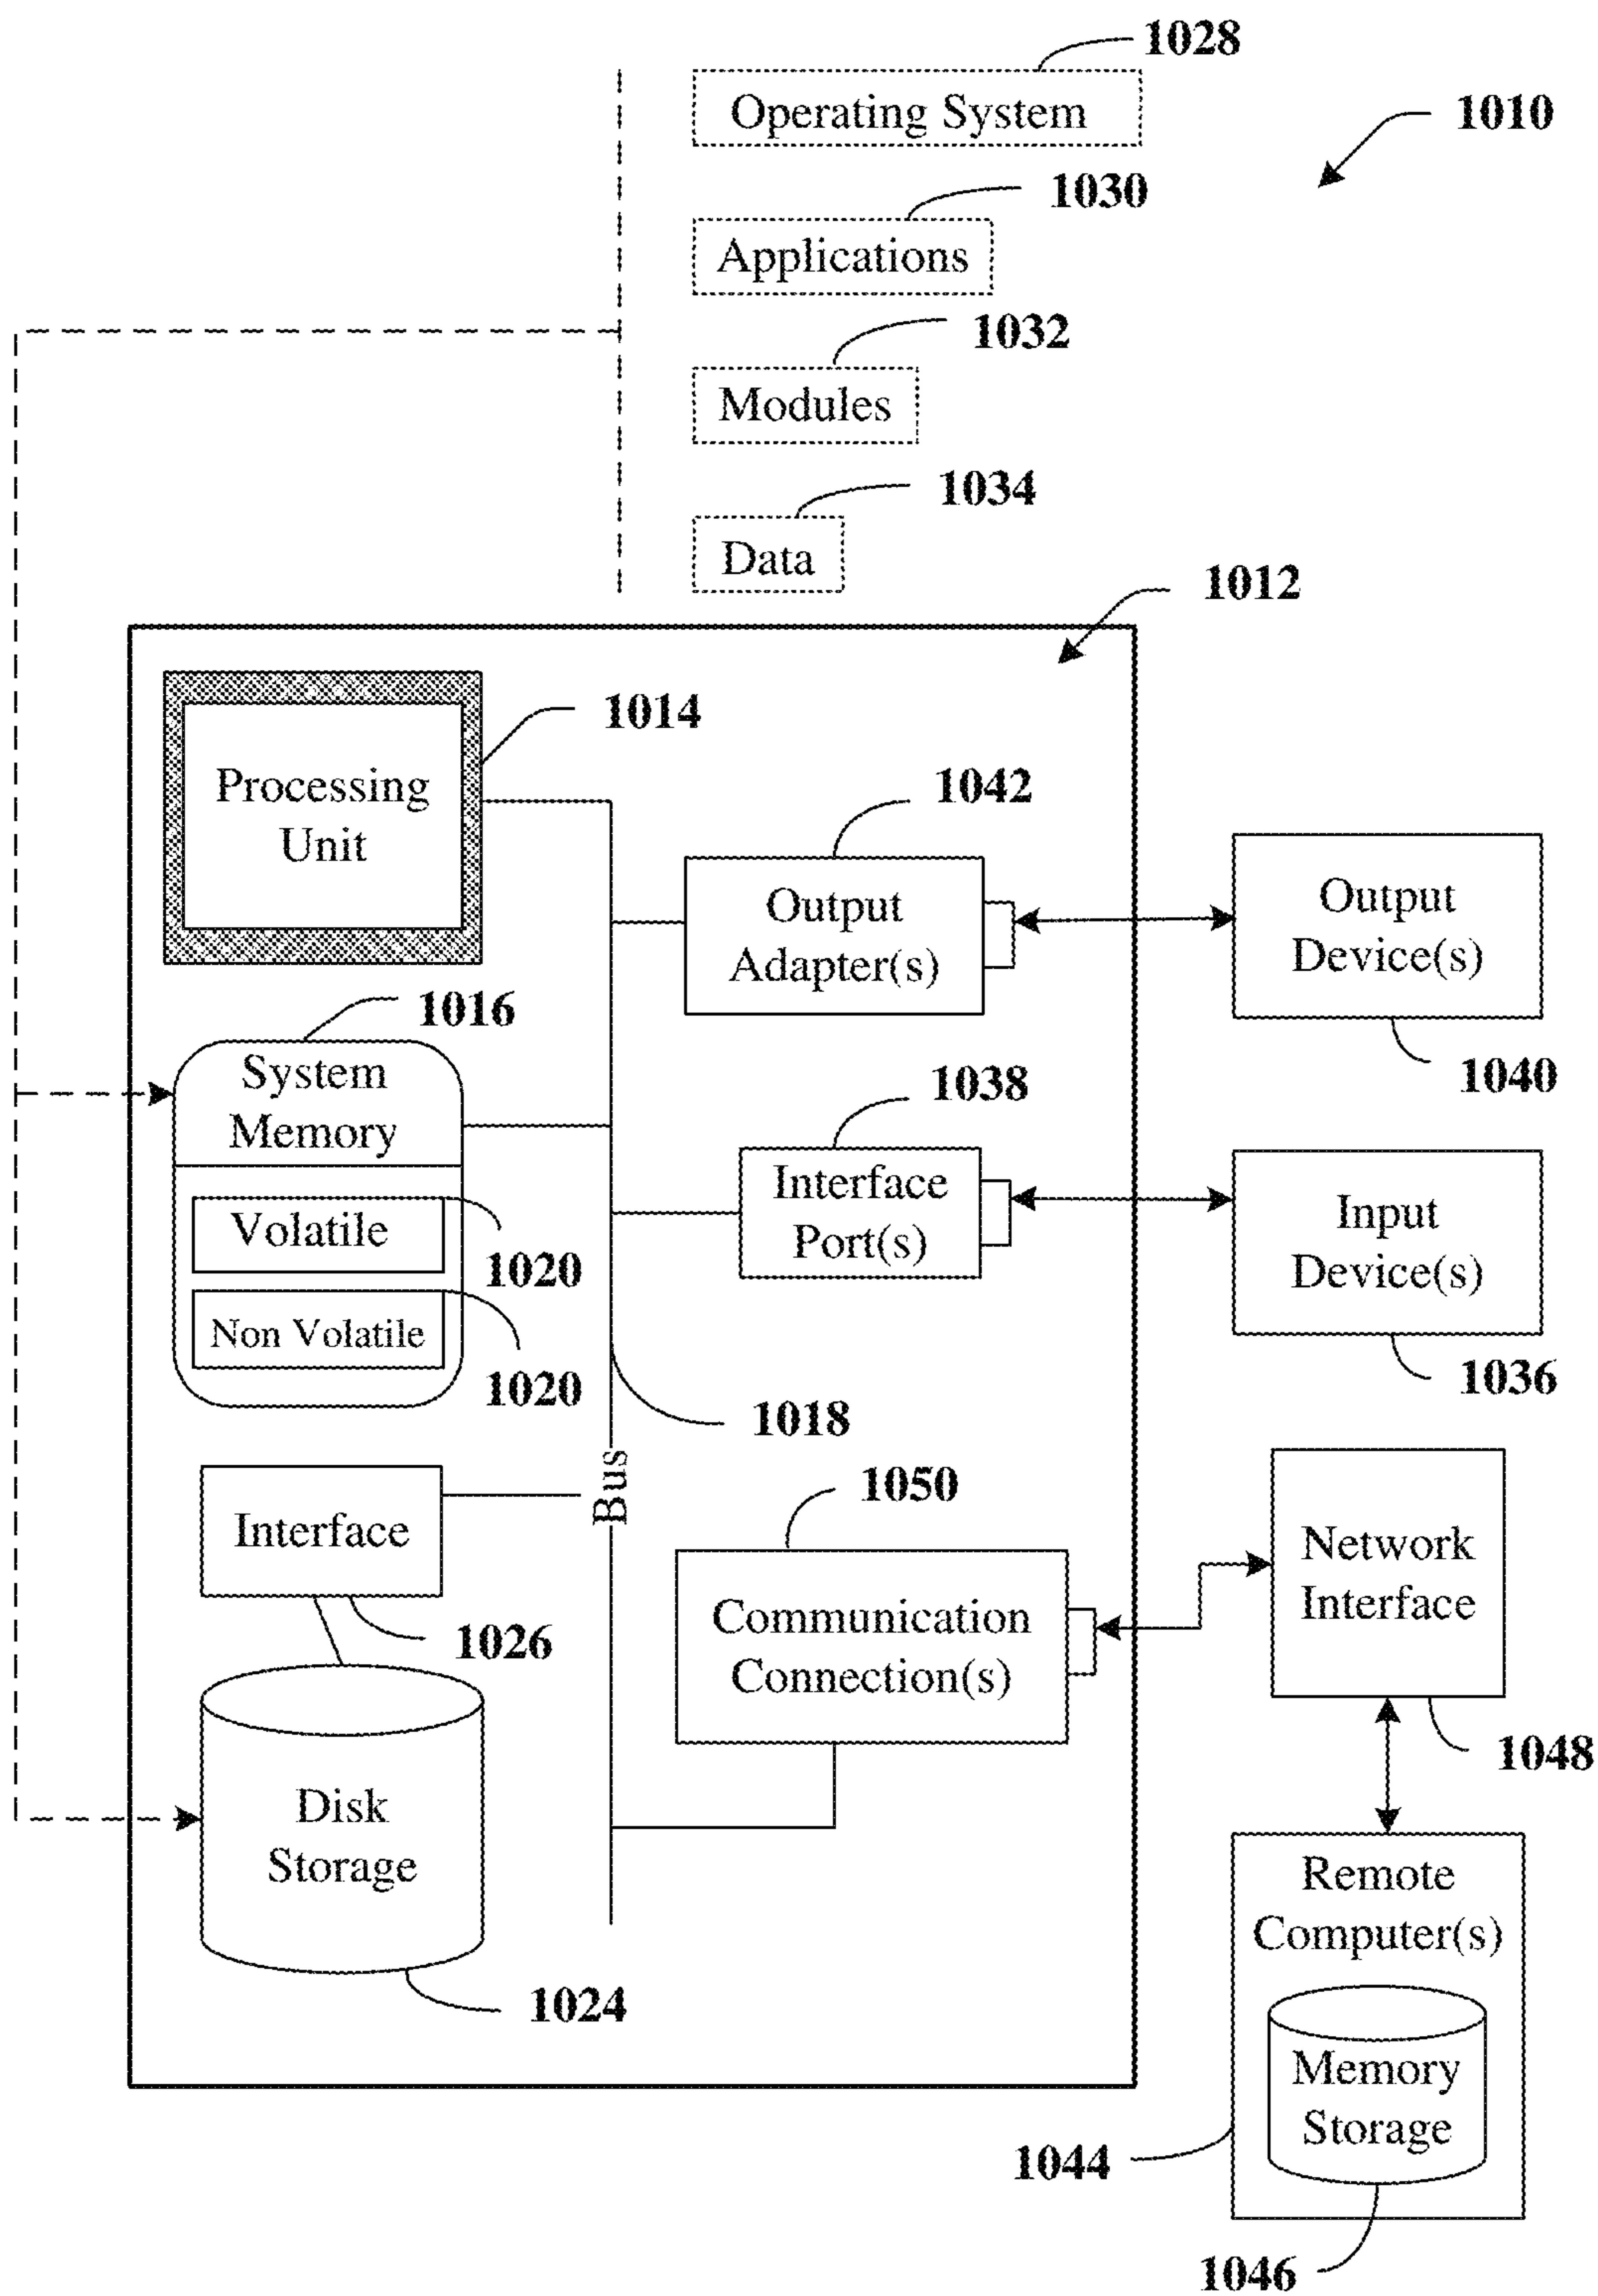 1028
Operating System
1010
1030
Applications
1032
Modules
1034
Data
1012
1014
Processing
Unit
1042
Output
Adapter(s)
Output
Device(s)
1040
1016
System
Memory
1038
Interface
Port(s)
Input
Device(s)
1036
Volatile
1020
Non Volatile
1020
1018
Bus
Interface
1026
1050
Communication
Connection(s)
Network
Interface
1048
Disk
Storage
1024
Remote
Computer(s)
Memory
Storage
1044
1046